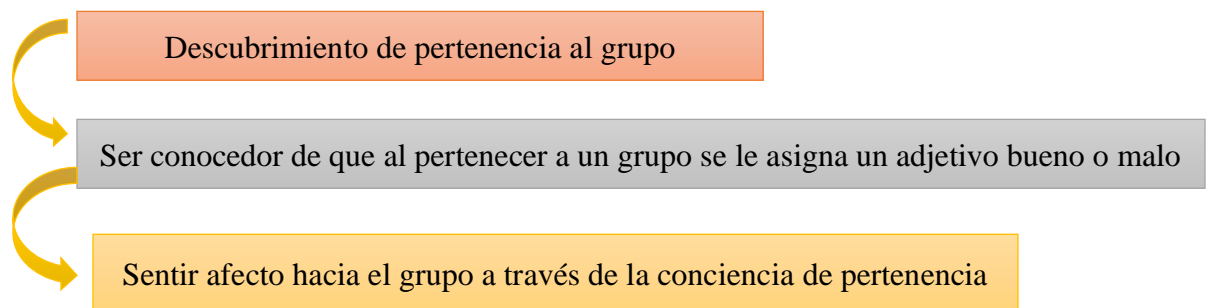 Descubrimiento de pertenencia al grupo
Ser conocedor de que al pertenecer a un grupo se le asigna un adjetivo bueno o malo
Sentir afecto hacia el grupo a través de la conciencia de pertenencia